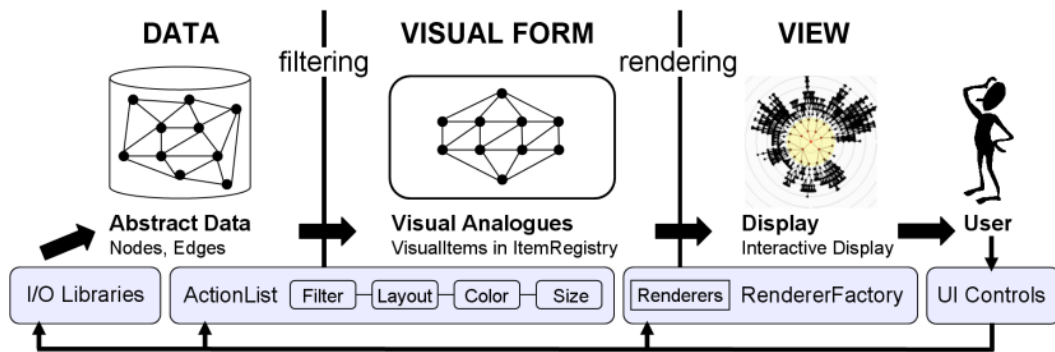 DATA
VISUAL FORM
VIEW
filtering
rendering
Abstract Data
Nodes, Edges
Visual Analogues
VisualItems in ItemRegistry
Display
Interactive Display
User
I/O Libraries
ActionList
Filter
Layout
Color
Size
Renderers
RendererFactory
UI Controls